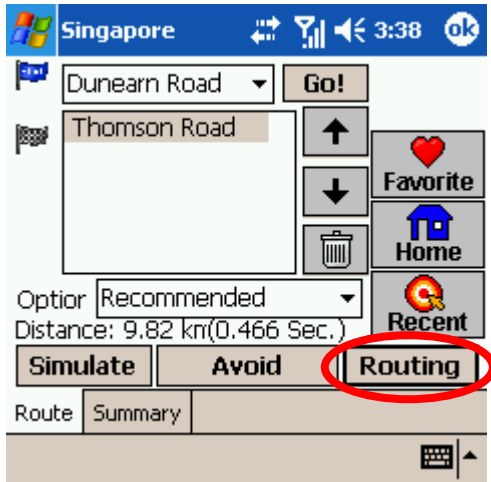 Singapore 3:38 ok
Dunearn Road Go!
Thomson Road
Favorite
Home
Optior Recommended
Recent
Distance: 9.82 km(0.466 Sec.)
Simulate Avoid Routing
Route Summary